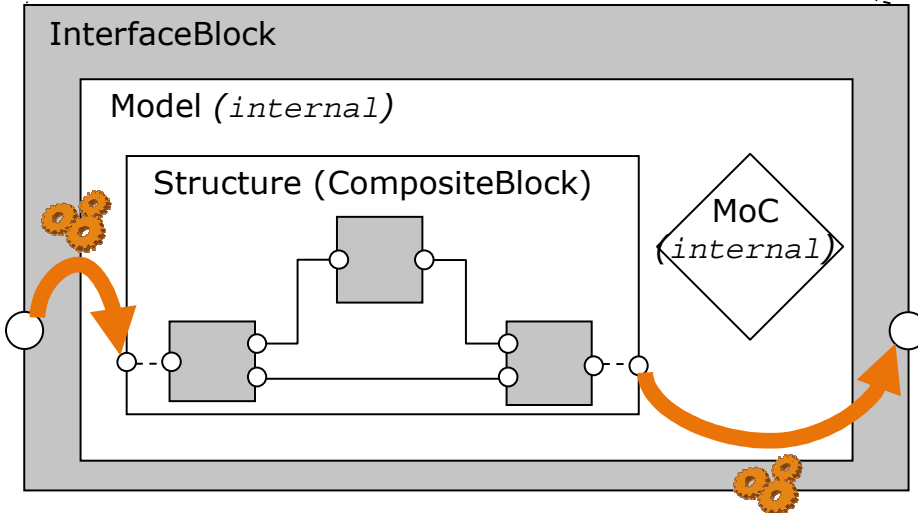 InterfaceBlock
Model (internal)
Structure (CompositeBlock)
MoC
(internal)